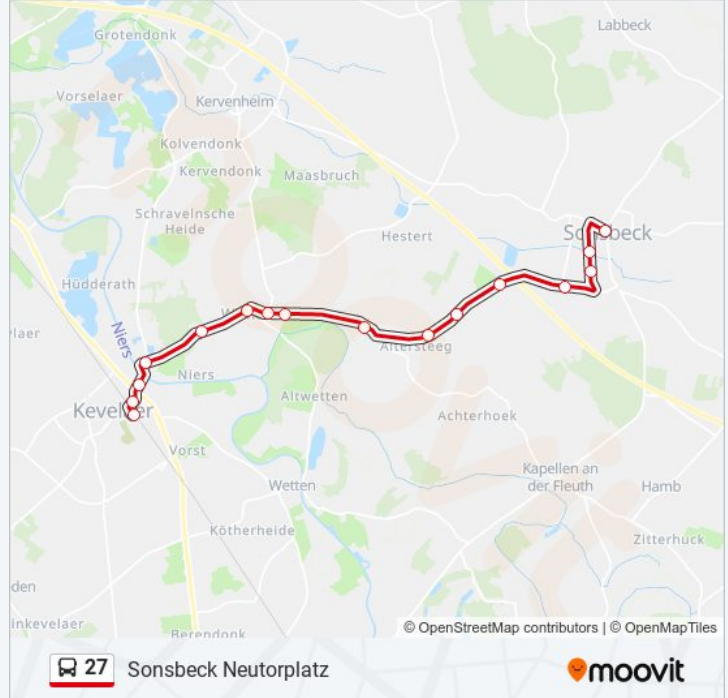 Grotendonk
Labbeck
Vorselaer
Kervenheim
Kolvendonk
Kervendonk
Maasbruch
Schravelnsche
Heide
Hestert
Hüdderath
Niers
Altersteeg
Niers
Altwetten
Achterhoek
Vorst
Kapellen an
der Fleuth
Wetten
Hamb
Kötherheide
Zitterhuck
Berendonk
© OpenStreetMap contributors | © OpenMapTiles
27 Sonsbeck Neutorplatz
moovit